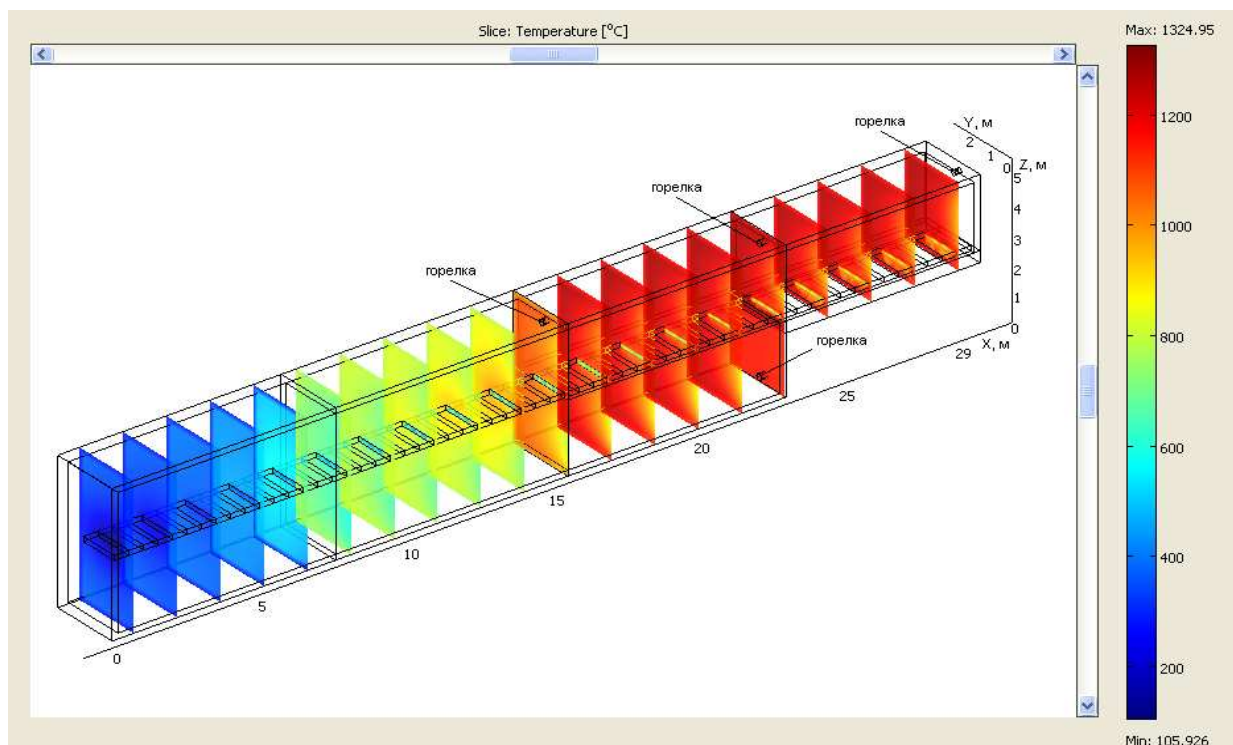 Slice: Temperature [°C]
Max: 1324.95
горелка
Y, м
2
1
0
Z, м
5
4
3
2
1
0
горелка
горелка
горелка
X, м
29
25
20
15
10
5
0
1200
1000
800
600
400
200
Min: 105.926